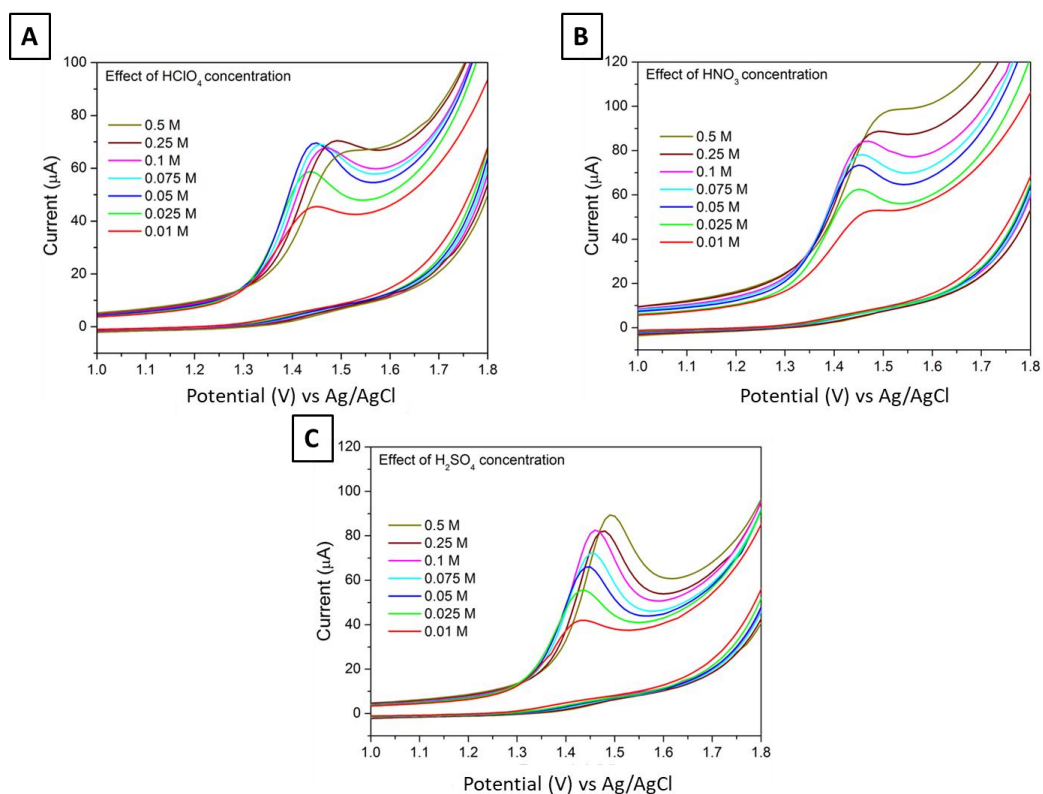 A
Effect of HClO₄ concentration
0.5 M
0.25 M
0.1 M
0.075 M
0.05 M
0.025 M
0.01 M
Current (μA)
100
80
60
40
20
0
1.0 1.1 1.2 1.3 1.4 1.5 1.6 1.7 1.8
Potential (V) vs Ag/AgCl
B
Effect of HNO₃ concentration
0.5 M
0.25 M
0.1 M
0.075 M
0.05 M
0.025 M
0.01 M
Current (μA)
120
100
80
60
40
20
0
1.0 1.1 1.2 1.3 1.4 1.5 1.6 1.7 1.8
Potential (V) vs Ag/AgCl
C
Effect of H₂SO₄ concentration
0.5 M
0.25 M
0.1 M
0.075 M
0.05 M
0.025 M
0.01 M
Current (μA)
120
100
80
60
40
20
0
1.0 1.1 1.2 1.3 1.4 1.5 1.6 1.7 1.8
Potential (V) vs Ag/AgCl